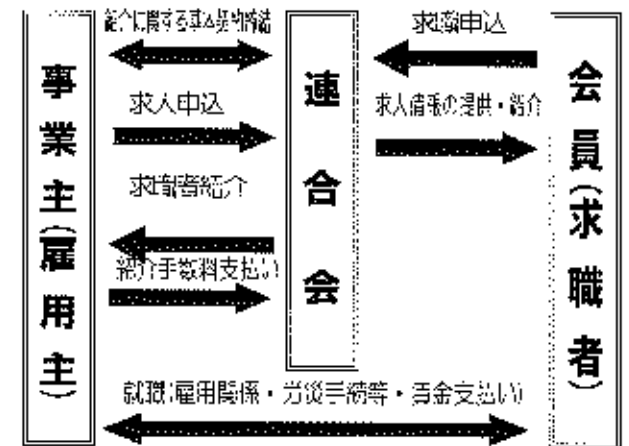 紹介に関する事込契約締結
求職申込
事業主(雇用主)
連合会
会員(求職者)
求人申込
求人情報の提供・紹介
求職者紹介
紹介手数料支払い
就職(雇用関係・労災手続等・賃金支払い)